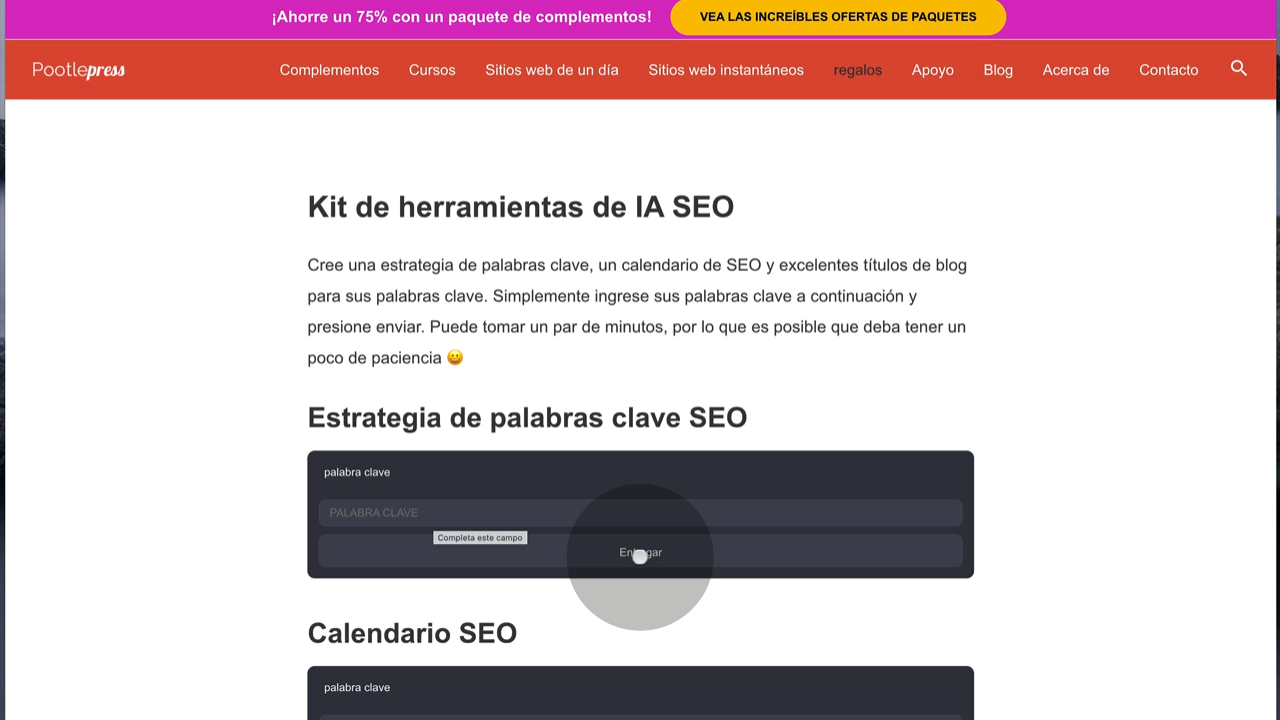 ¡Ahorre un 75% con un paquete de complementos! VEA LAS INCREÍBLES OFERTAS DE PAQUETES
Pootlepress Complementos Cursos Sitios web de un día Sitios web instantáneos regalos Apoyo Blog Acerca de Contacto
Kit de herramientas de IA SEO
Cree una estrategia de palabras clave, un calendario de SEO y excelentes títulos de blog
para sus palabras clave. Simplemente ingrese sus palabras clave a continuación y
presione enviar. Puede tomar un par de minutos, por lo que es posible que deba tener un
poco de paciencia 😀
Estrategia de palabras clave SEO
palabra clave
PALABRA CLAVE
Completa este campo
Entregar
Calendario SEO
palabra clave